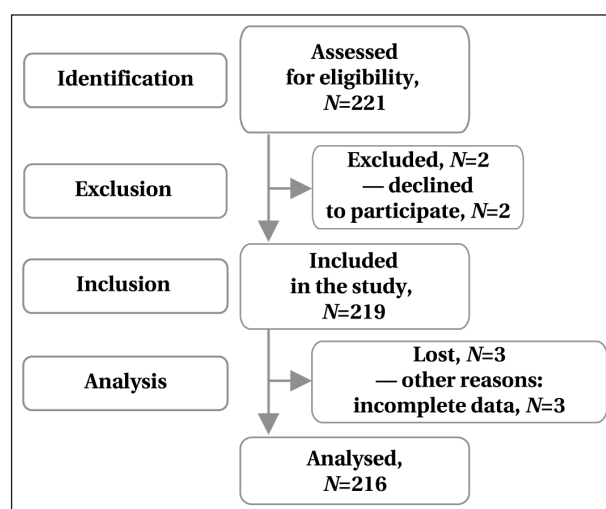 Identification
Assessed
for eligibility,
N=221
Exclusion
Excluded, N=2
— declined
to participate, N=2
Inclusion
Included
in the study,
N=219
Analysis
Lost, N=3
— other reasons:
incomplete data, N=3
Analysed,
N=216